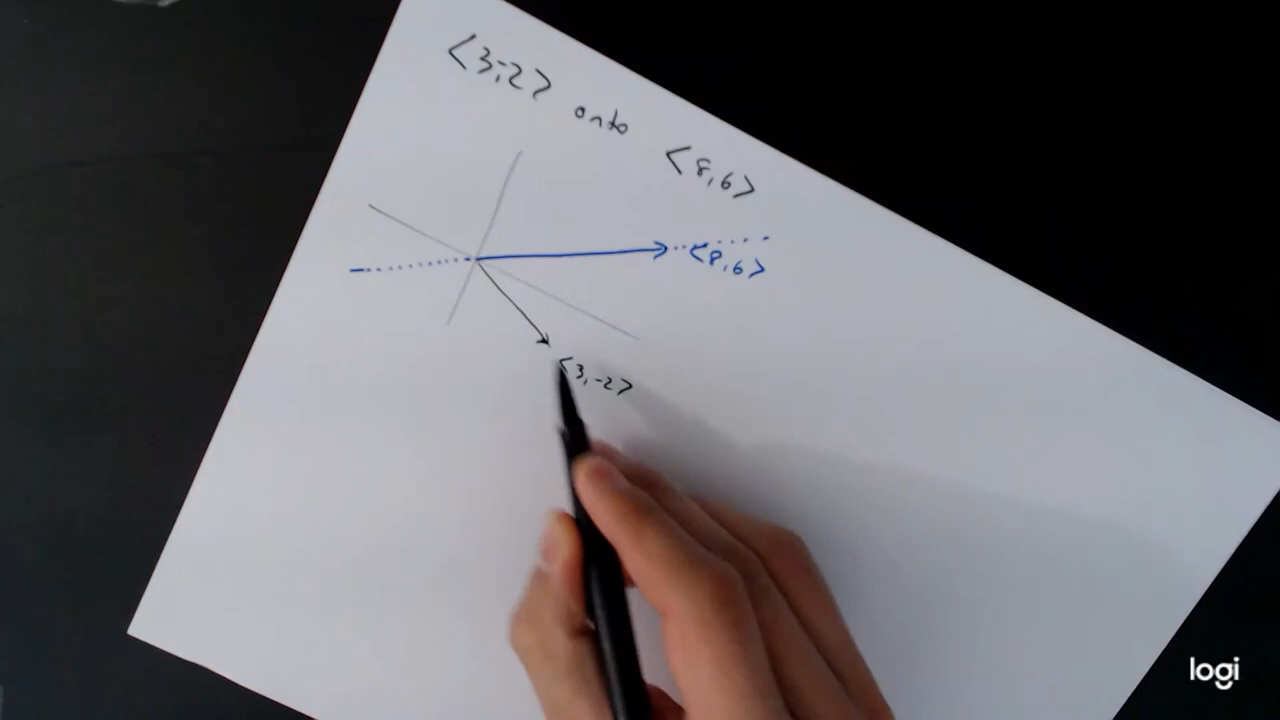 <3,-2> onto <8,6>
<8,6>
<3,-2>
logi